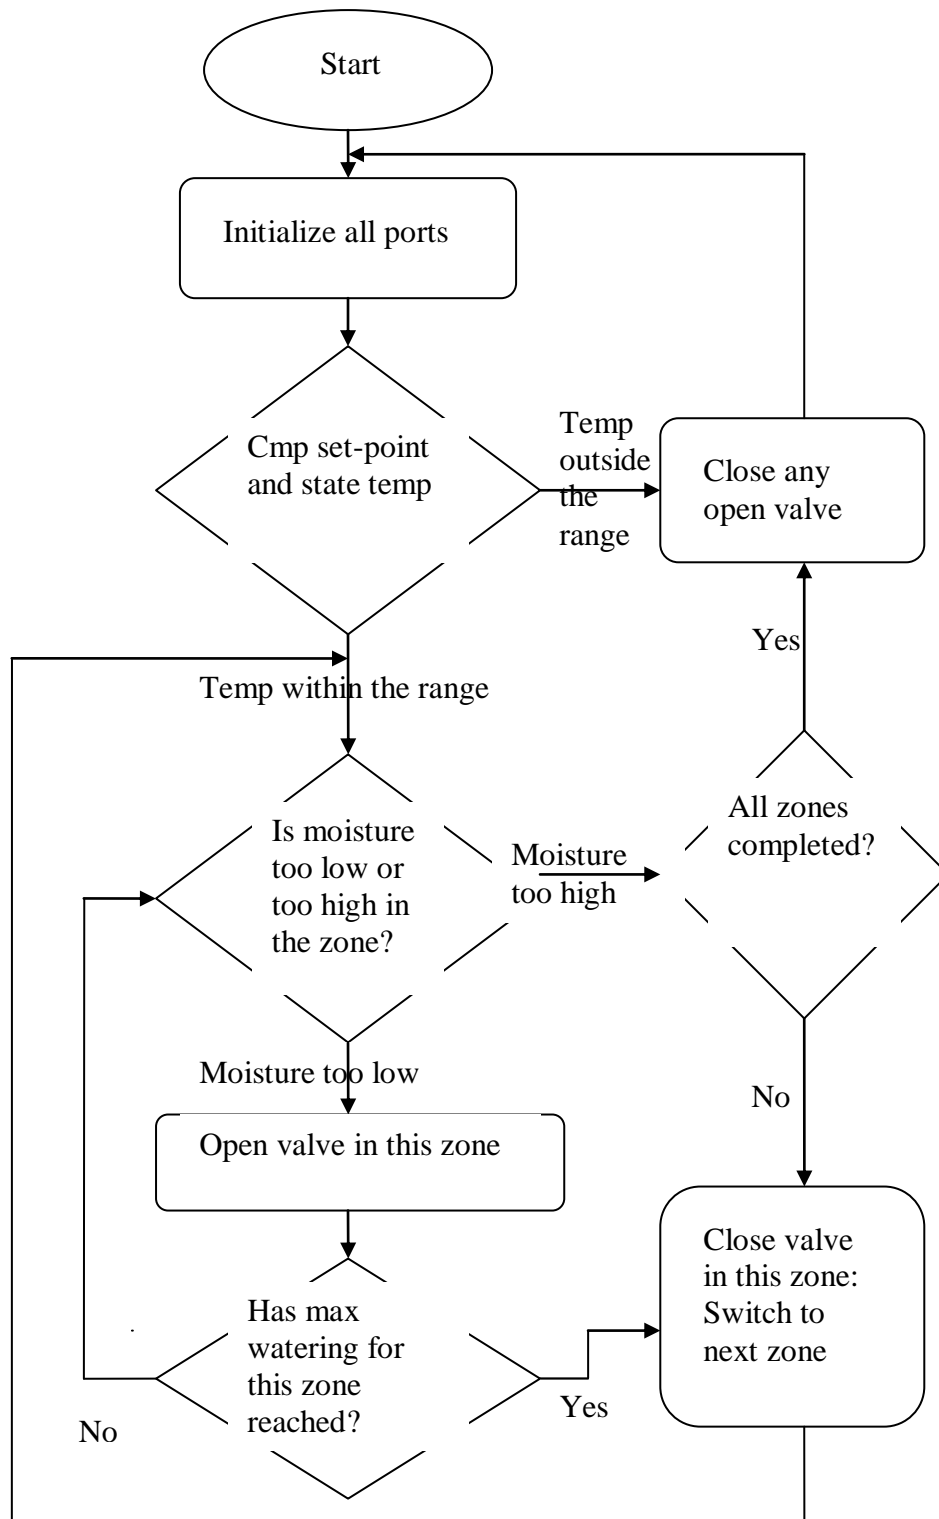 Start
Initialize all ports
Cmp set-point
and state temp
Temp
outside
the
range
Close any
open valve
Yes
Temp within the range
Is moisture
too low or
too high in
the zone?
Moisture
too high
All zones
completed?
Moisture too low
No
Open valve in this zone
Close valve
in this zone:
Switch to
next zone
Has max
watering for
this zone
reached?
Yes
No